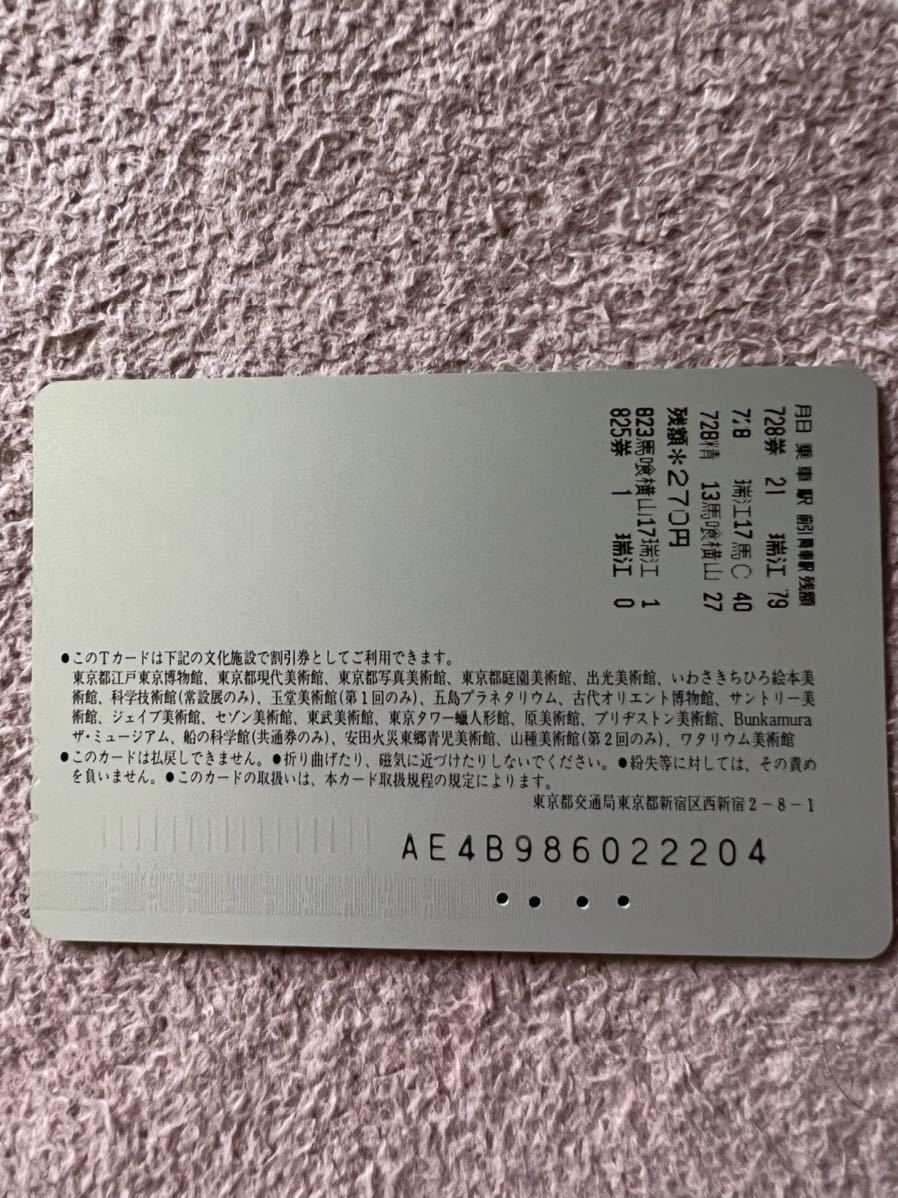 月日 乗車駅 割引 降車駅 残額
728券 21 瑞江 79
7:8 瑞江17馬C 40
728精 13馬喰横山 27
残額*270円
823馬喰横山17瑞江 1
825券 1 瑞江 0
●このTカードは下記の文化施設で割引券としてご利用できます。
東京都江戸東京博物館、東京都現代美術館、東京都写真美術館、東京都庭園美術館、出光美術館、いわさきちひろ絵本美
術館、科学技術館(常設展のみ)、玉堂美術館(第1回のみ)、五島プラネタリウム、古代オリエント博物館、サントリー美
術館、ジェイブ美術館、セゾン美術館、東武美術館、東京タワー蠟人形館、原美術館、ブリヂストン美術館、Bunkamura
ザ・ミュージアム、船の科学館(共通券のみ)、安田火災東郷青児美術館、山種美術館(第2回のみ)、ワタリウム美術館
●このカードは払戻しできません。●折り曲げたり、磁気に近づけたりしないでください。●紛失等に対しては、その責め
を負いません。●このカードの取扱いは、本カード取扱規程の規定によります。
東京都交通局東京都新宿区西新宿2-8-1
AE4B986022204